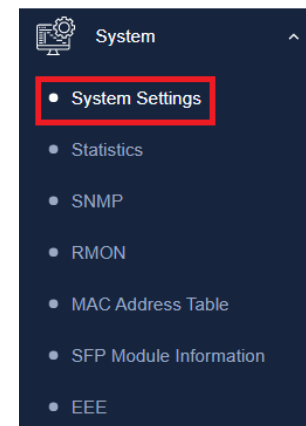 System
System Settings
Statistics
SNMP
RMON
MAC Address Table
SFP Module Information
EEE